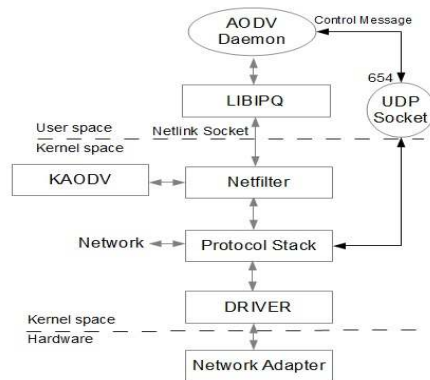 AODV
Daemon
Control Message
654
LIBIPQ
UDP
Socket
User space
Netlink Socket
Kernel space
KAODV
Netfilter
Network
Protocol Stack
DRIVER
Kernel space
Hardware
Network Adapter